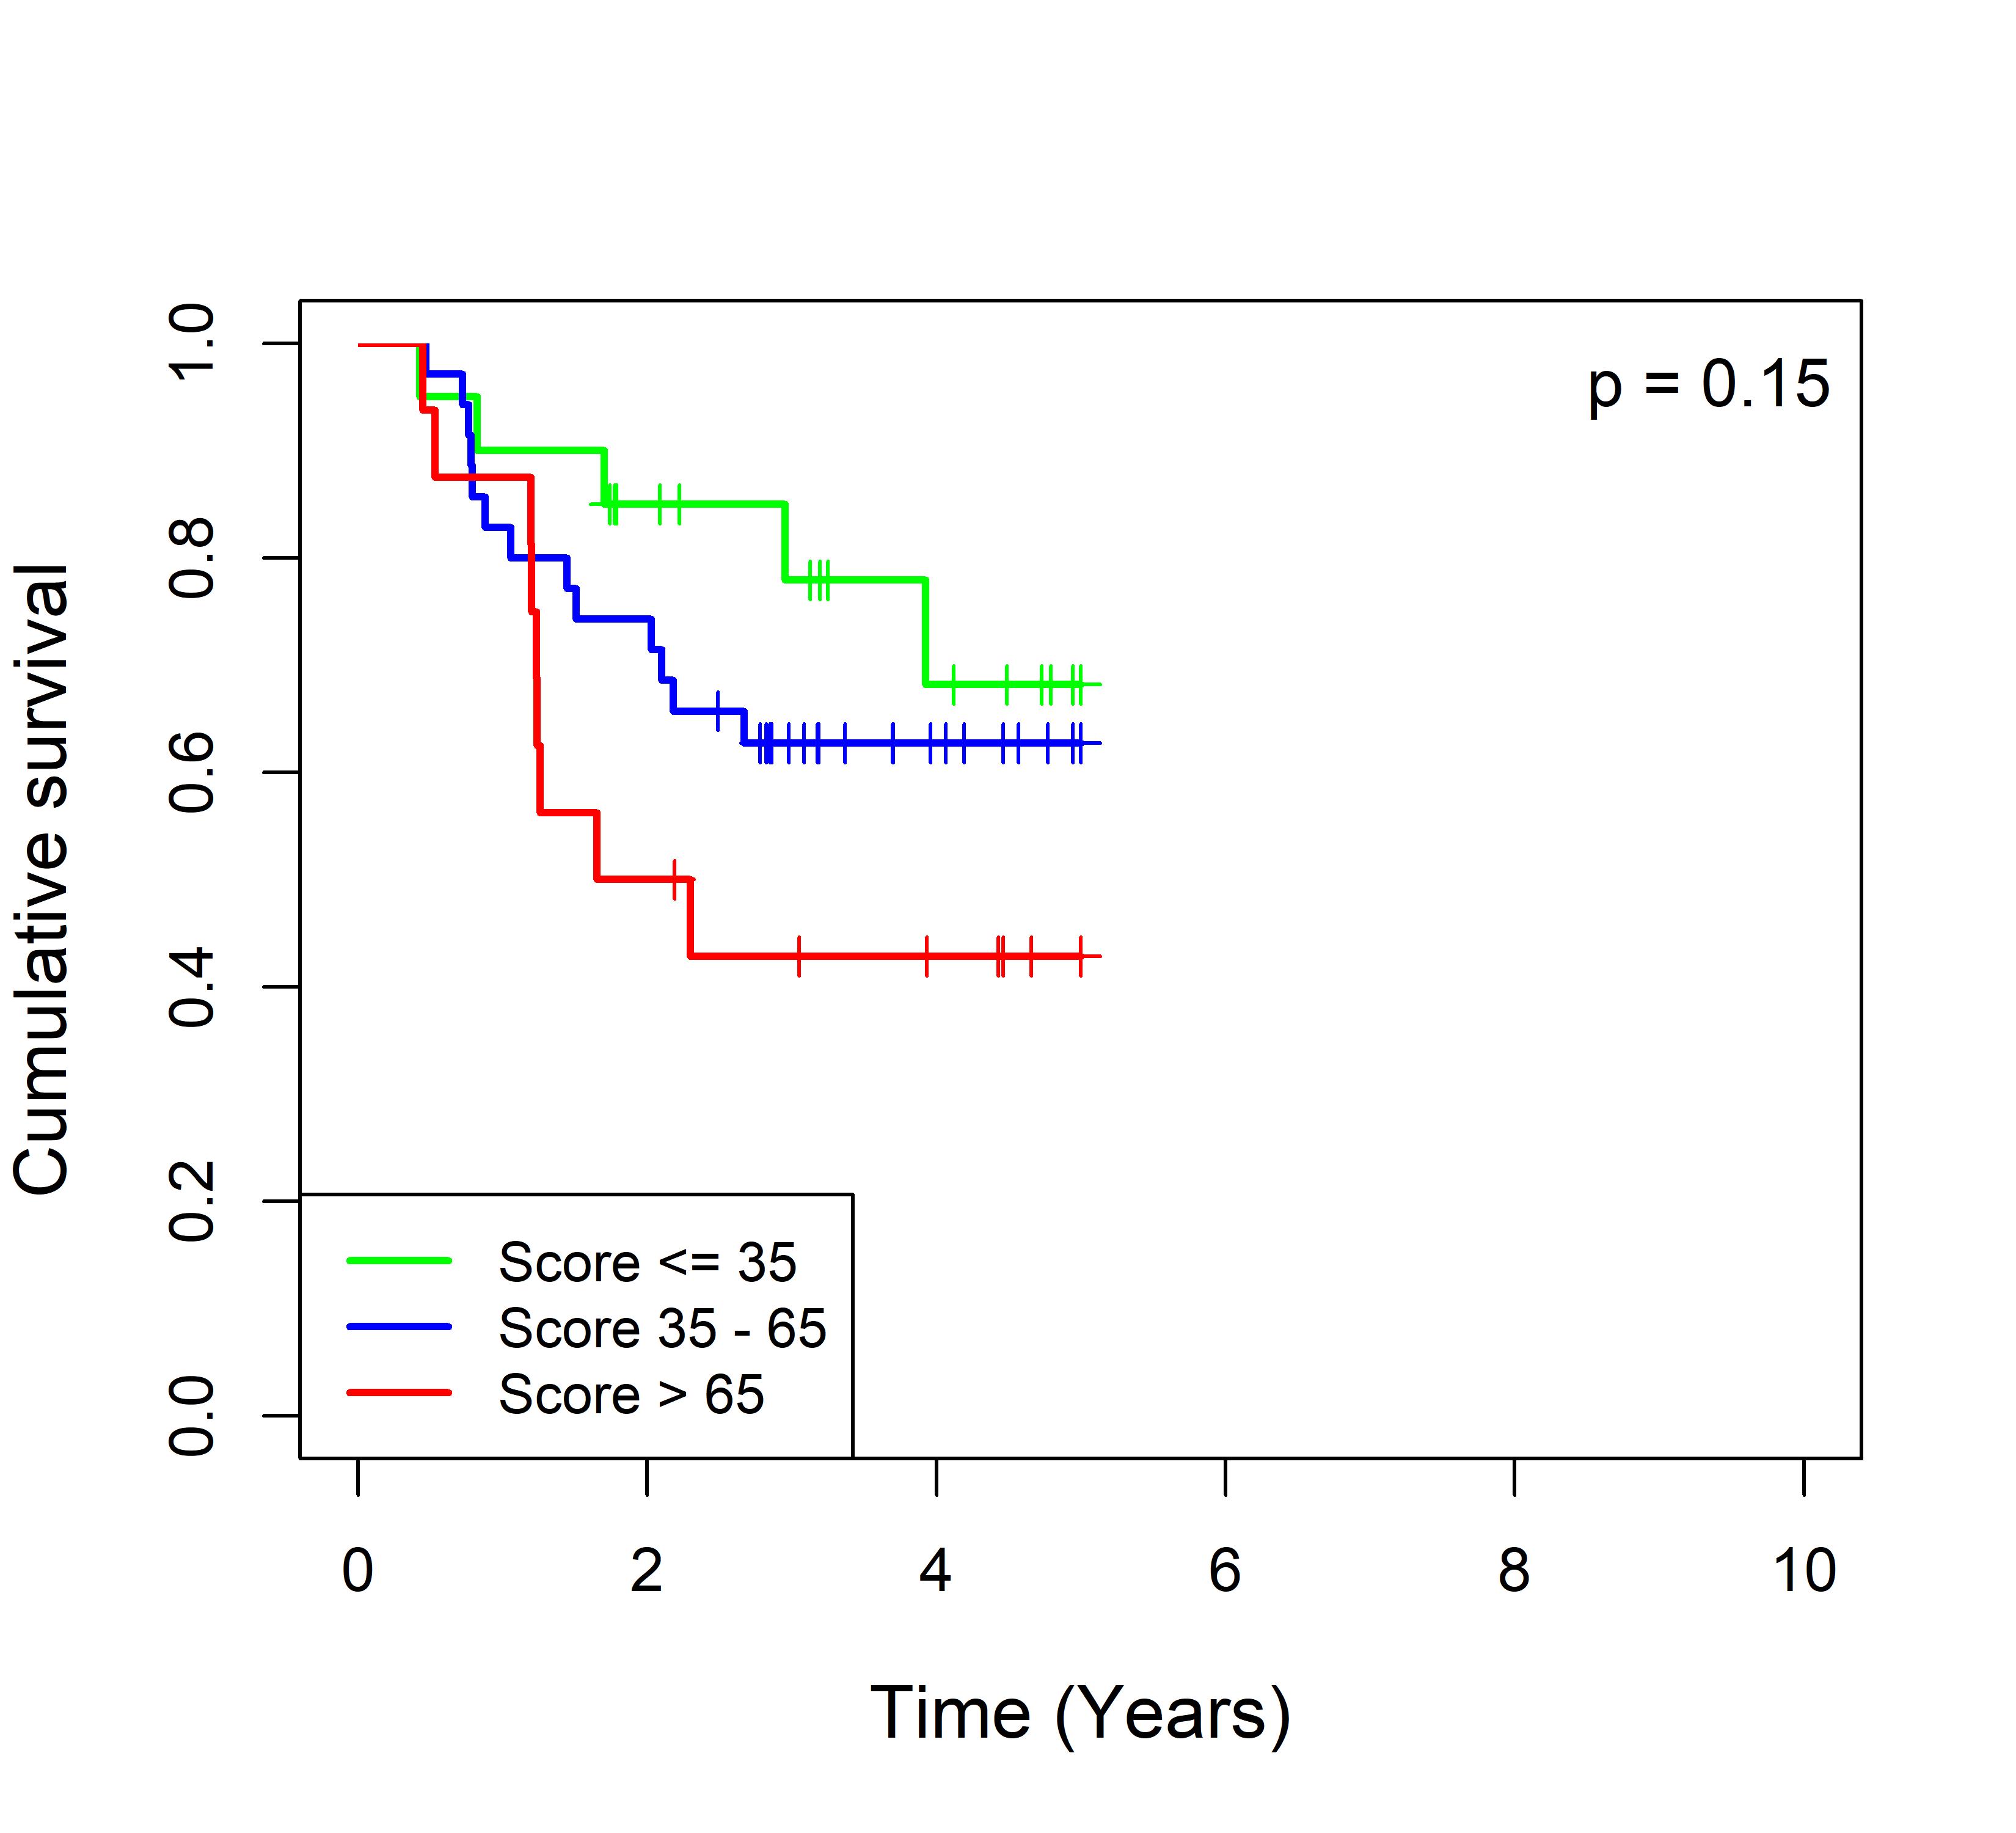 p = 0.15
Cumulative survival
1.0
0.8
0.6
0.4
0.2
0.0
Score <= 35
Score 35 - 65
Score > 65
0 2 4 6 8 10
Time (Years)